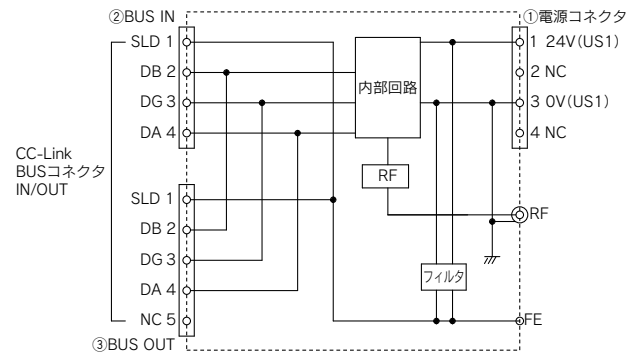 ②BUS IN
①電源コネクタ
SLD 1
1 24V(US1)
DB 2
2 NC
内部回路
DG 3
3 0V(US1)
DA 4
4 NC
CC-Link
BUSコネクタ
IN/OUT
RF
SLD 1
RF
DB 2
DG 3
フィルタ
DA 4
NC 5
FE
③BUS OUT